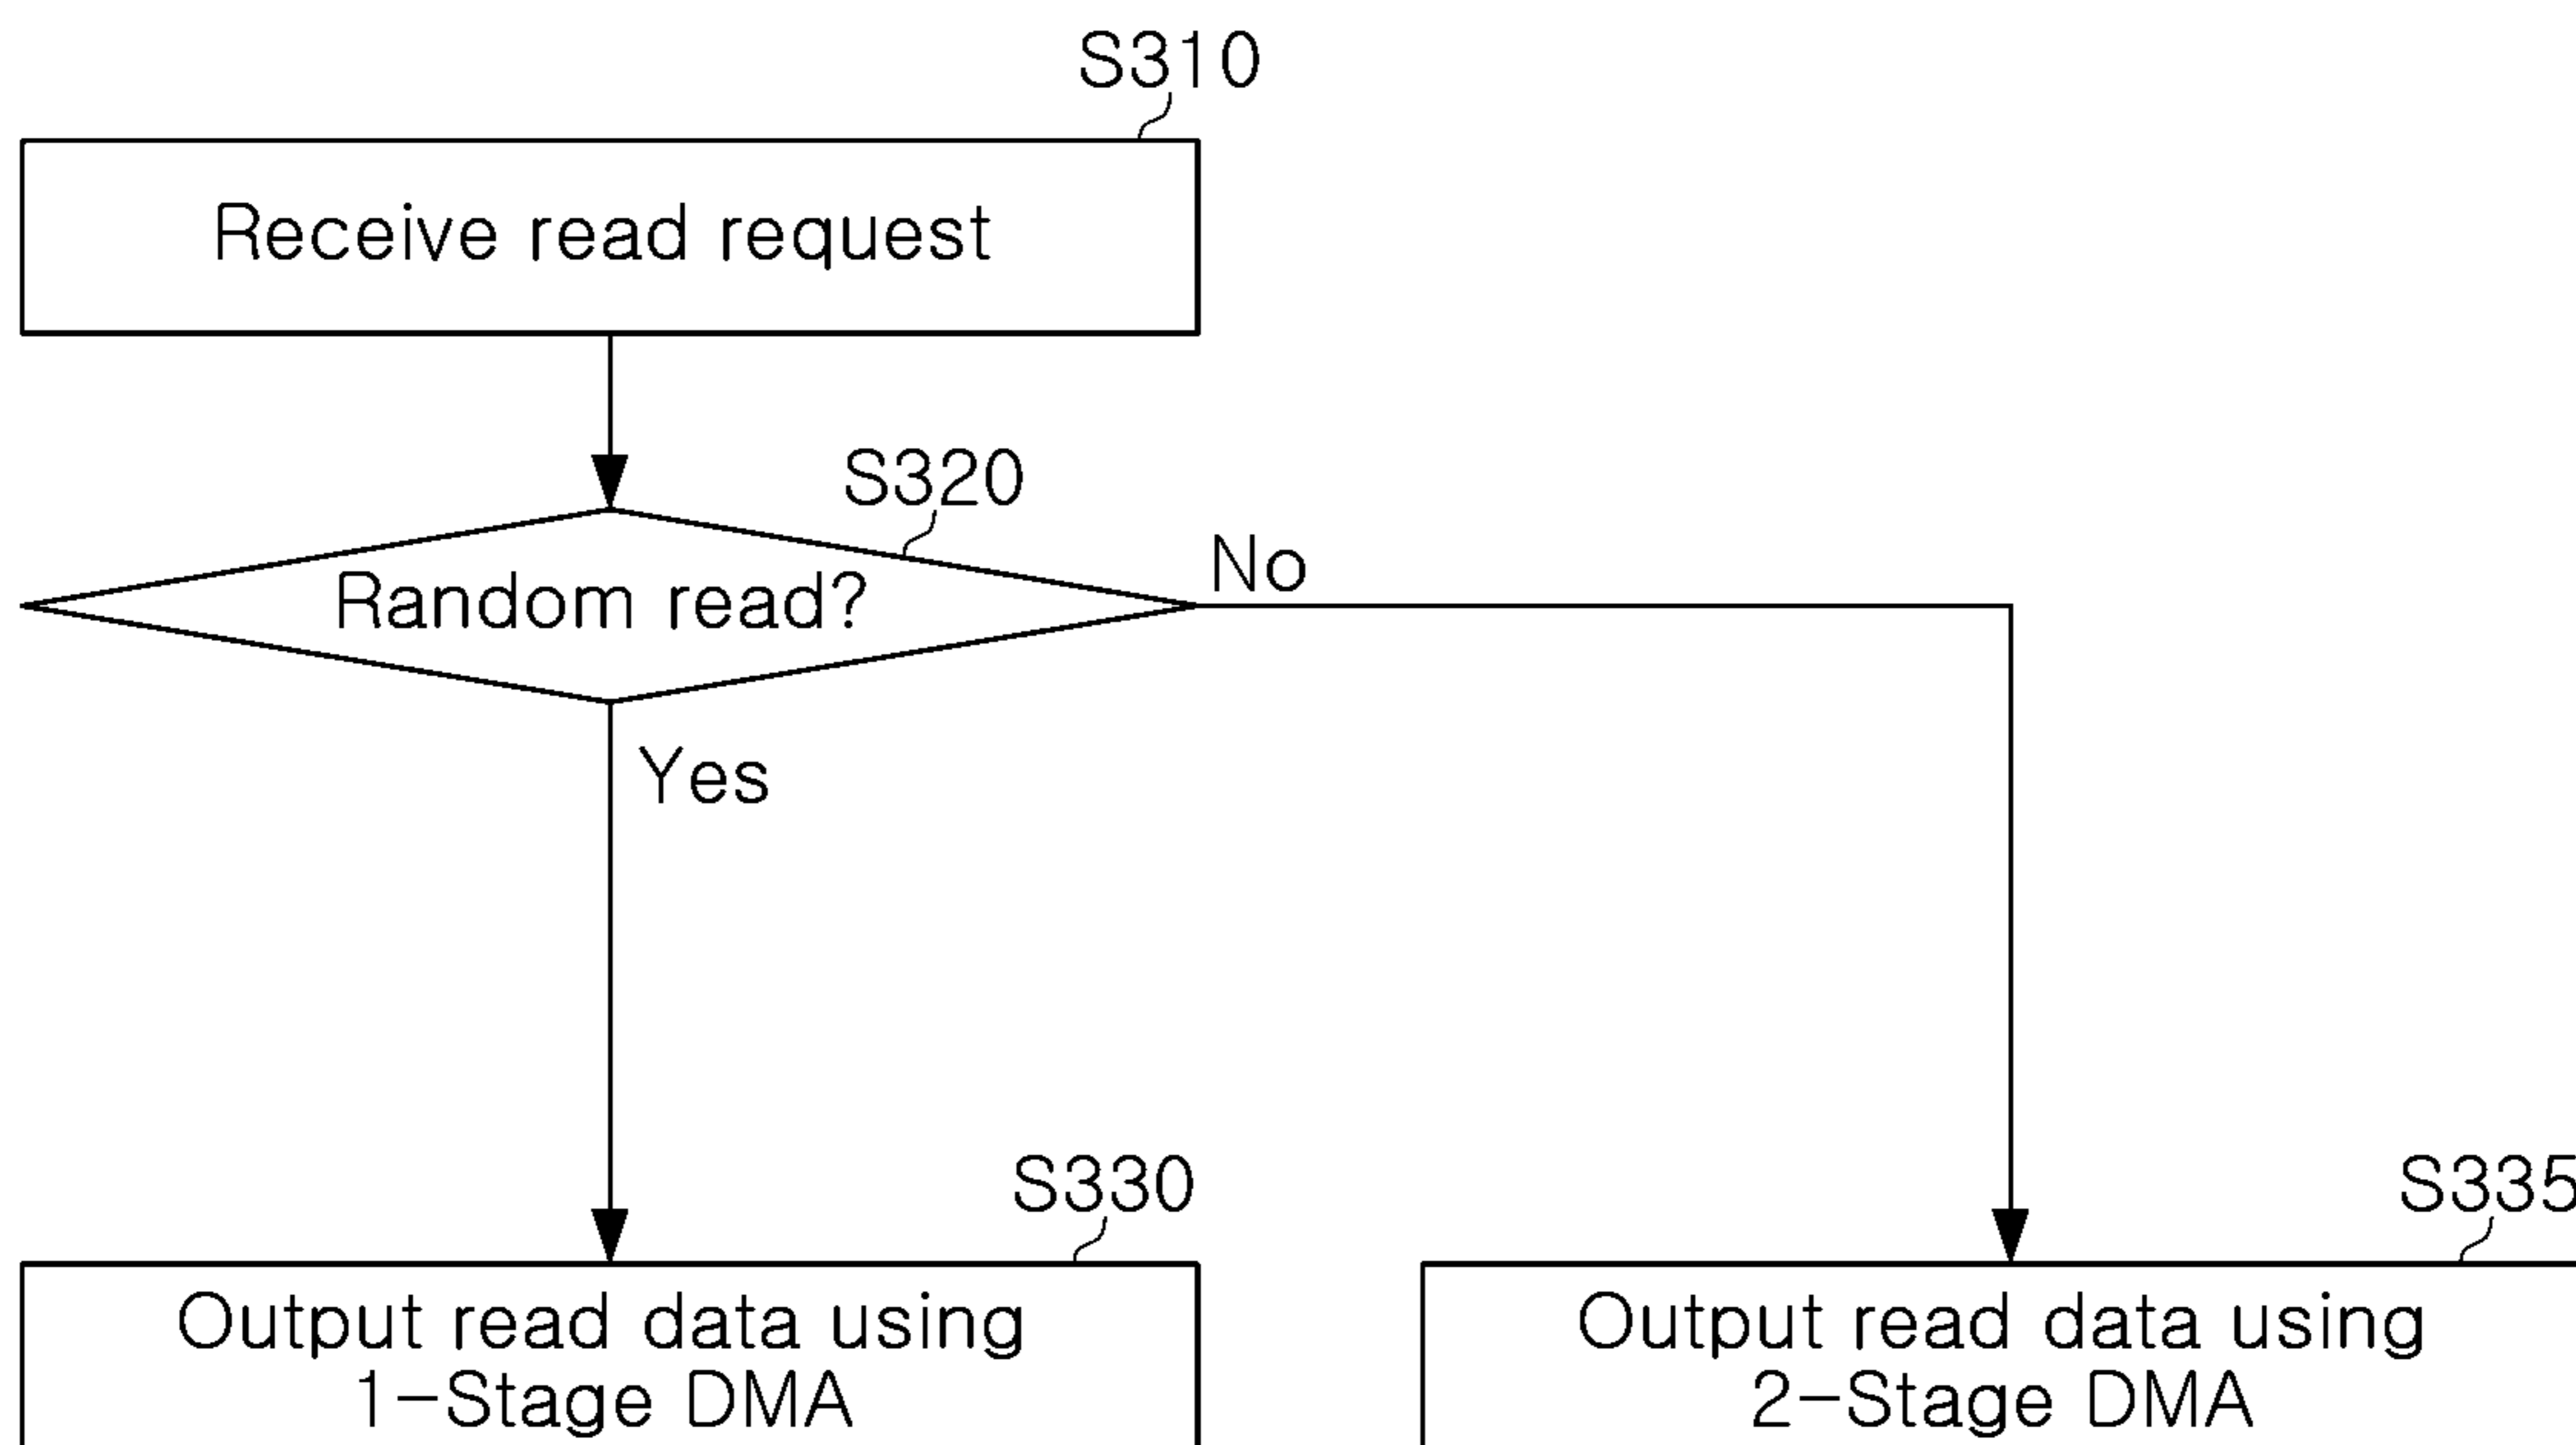 S310
Receive read request
S320
Random read?
No
Yes
S330
Output read data using
1-Stage DMA
S335
Output read data using
2-Stage DMA